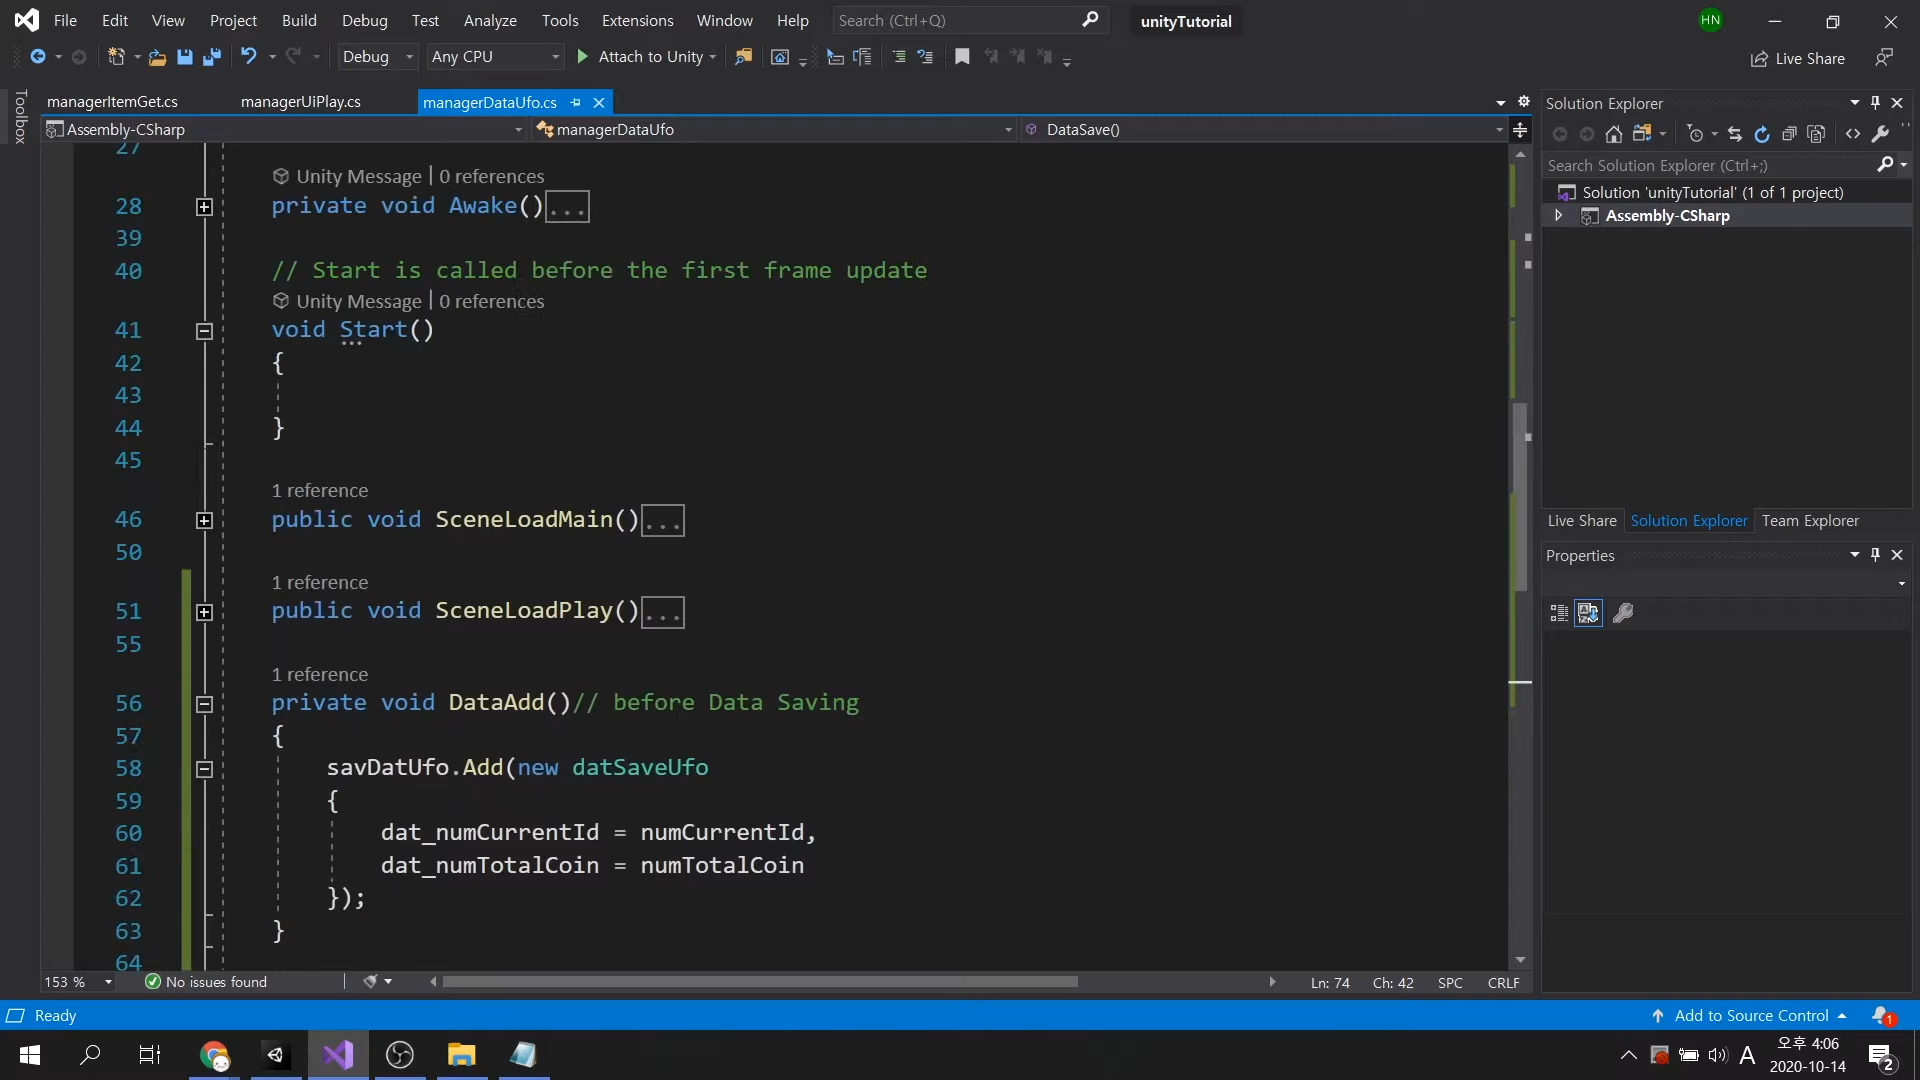 File Edit View Project Build Debug Test Analyze Tools Extensions Window Help Search (Ctrl+Q) unityTutorial HN
Debug Any CPU Attach to Unity Live Share
Toolbox
managerItemGet.cs managerUiPlay.cs managerDataUfo.cs
Assembly-CSharp managerDataUfo DataSave()
27
Unity Message | 0 references
28 private void Awake()...
39
40 // Start is called before the first frame update
Unity Message | 0 references
41 void Start()
42 {
43
44 }
45
1 reference
46 public void SceneLoadMain()...
50
1 reference
51 public void SceneLoadPlay()...
55
1 reference
56 private void DataAdd()// before Data Saving
57 {
58 savDatUfo.Add(new datSaveUfo
59 {
60 dat_numCurrentId = numCurrentId,
61 dat_numTotalCoin = numTotalCoin
62 });
63 }
64
153 % No issues found Ln: 74 Ch: 42 SPC CRLF
Solution Explorer
Search Solution Explorer (Ctrl+;)
Solution 'unityTutorial' (1 of 1 project)
Assembly-CSharp
Live Share Solution Explorer Team Explorer
Properties
Ready Add to Source Control 1
A 오후 4:06
2020-10-14 2